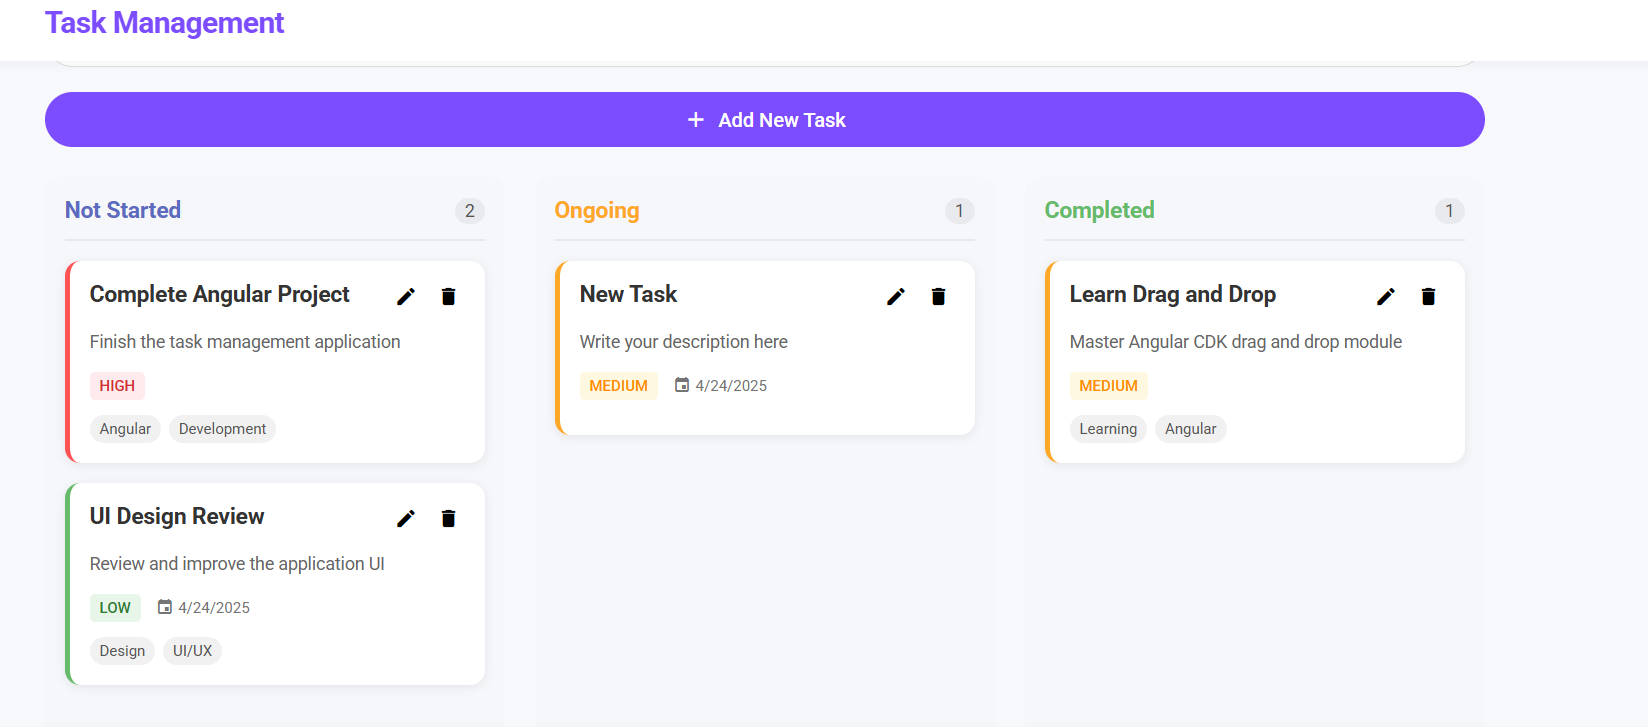 Task Management
+ Add New Task
Not Started 2
Complete Angular Project
Finish the task management application
HIGH
Angular Development
UI Design Review
Review and improve the application UI
LOW 4/24/2025
Design UI/UX
Ongoing 1
New Task
Write your description here
MEDIUM 4/24/2025
Completed 1
Learn Drag and Drop
Master Angular CDK drag and drop module
MEDIUM
Learning Angular